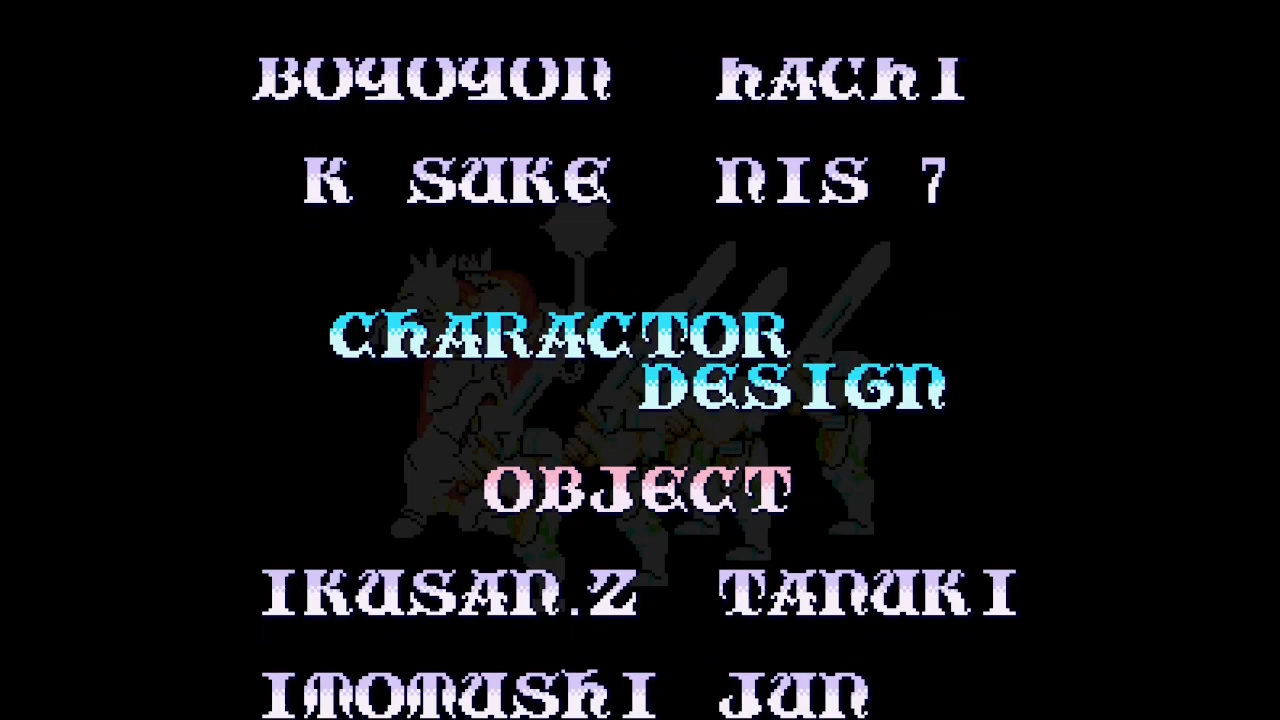 BOYOYON HACHI
K SUKE NIS 7
CHARACTOR
DESIGN
OBJECT
IKUSAN.Z TANUKI
IMOMUSHI JUN